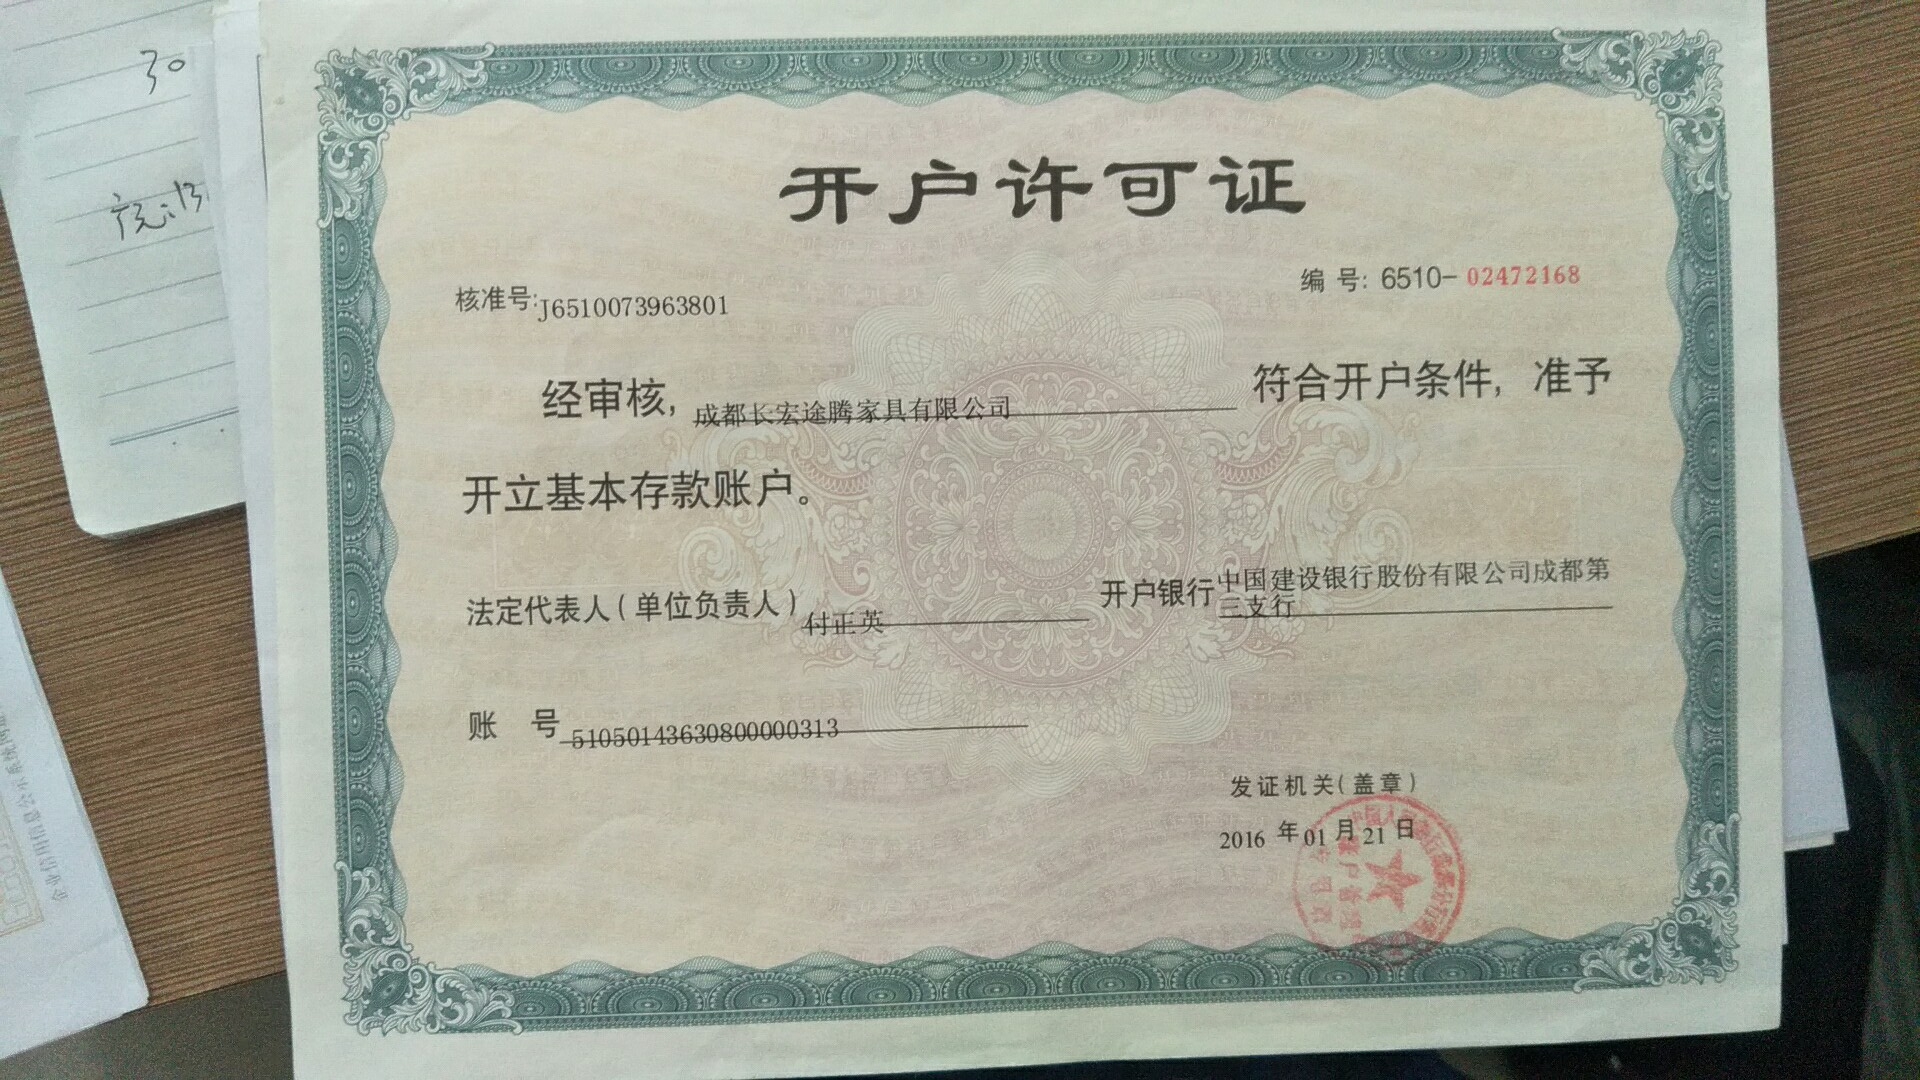 30
开户许可证
编 号: 6510-02472168
核准号:J6510073963801
经审核, 成都长宏途腾家具有限公司 符合开户条件, 准予
开立基本存款账户。
法定代表人(单位负责人) 付正英 开户银行 中国建设银行股份有限公司成都第
三支行
账 号 51050143630800000313
发证机关(盖章)
2016 年 01 月 21 日